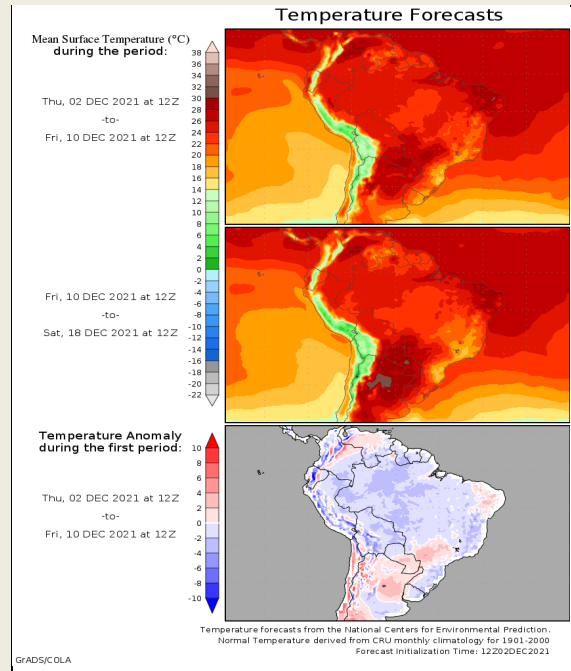 Temperature Forecasts
Mean Surface Temperature (°C)
during the period:
38
36
34
32
30
28
26
24
22
20
18
16
14
12
10
8
6
4
2
0
-2
-4
-6
-8
-10
-12
-14
-16
-18
-20
-22
Thu, 02 DEC 2021 at 12Z
-to-
Fri, 10 DEC 2021 at 12Z
Fri, 10 DEC 2021 at 12Z
-to-
Sat, 18 DEC 2021 at 12Z
Temperature Anomaly
during the first period:
10
8
6
4
2
0
-2
-4
-6
-8
-10
Thu, 02 DEC 2021 at 12Z
-to-
Fri, 10 DEC 2021 at 12Z
Temperature forecasts from the National Centers for Environmental Prediction.
Normal Temperature derived from CRU monthly climatology for 1901-2000
Forecast Initialization Time: 12Z02DEC2021
GrADS/COLA